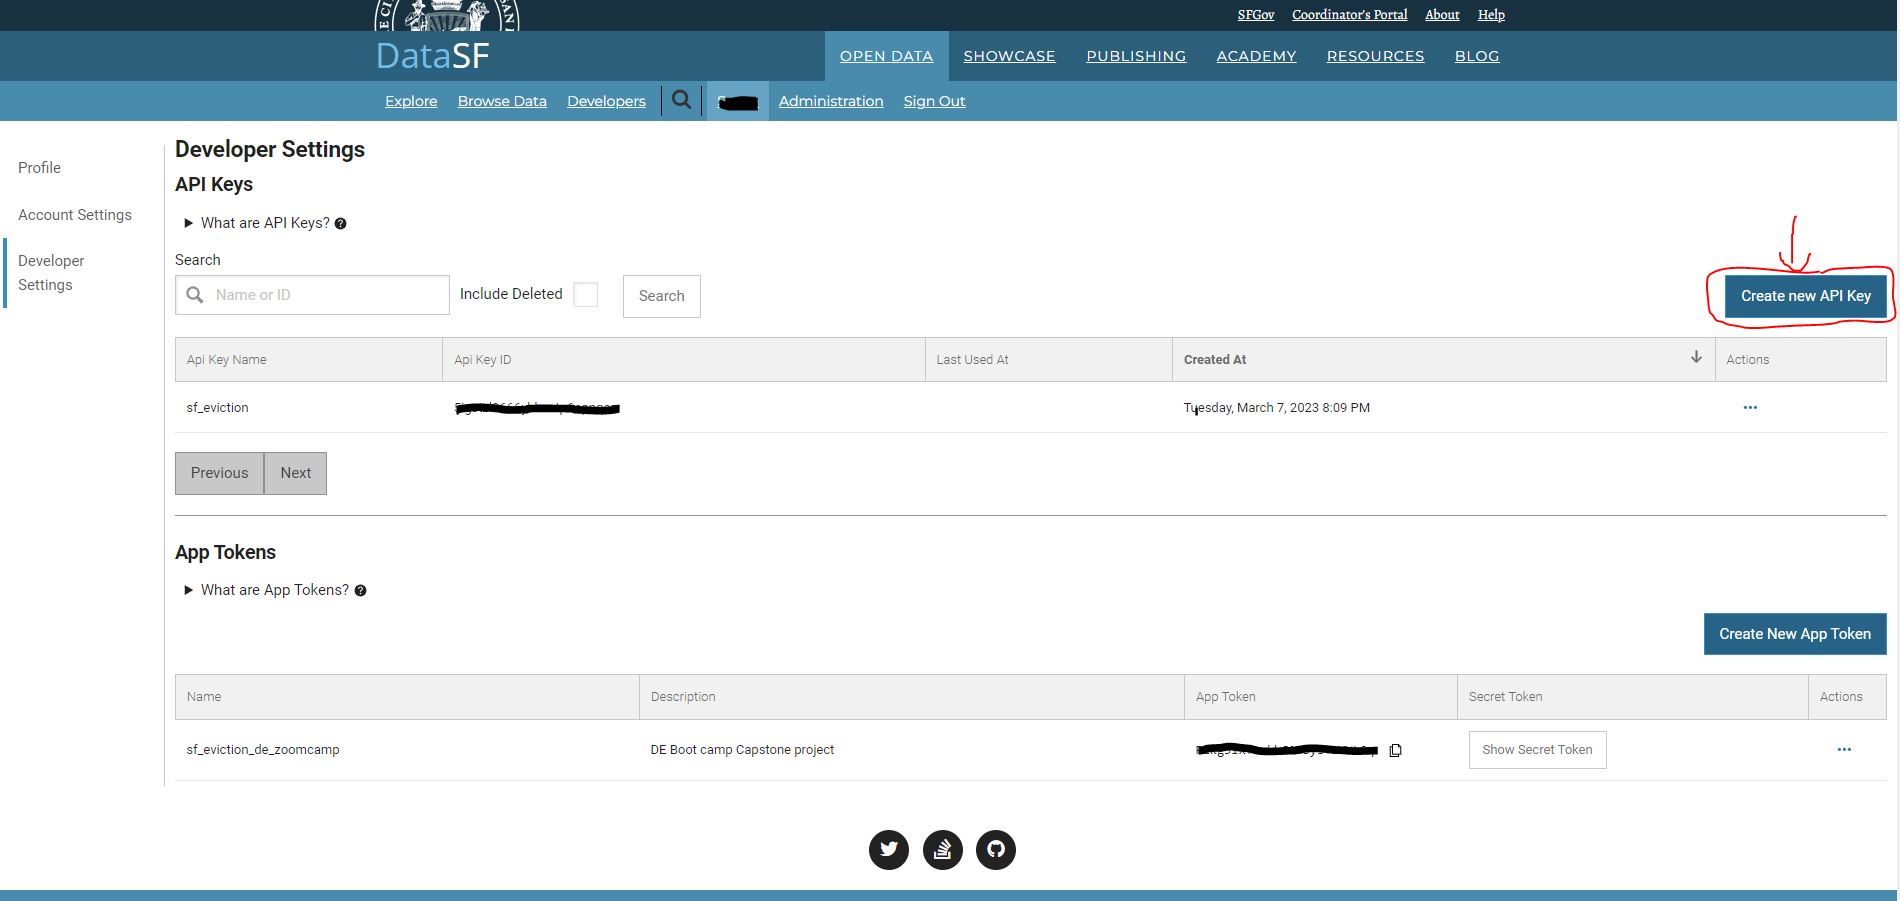 SFGov Coordinator's Portal About Help
DataSF
OPEN DATA SHOWCASE PUBLISHING ACADEMY RESOURCES BLOG
Explore Browse Data Developers Administration Sign Out
Profile
Account Settings
Developer
Settings
Developer Settings
API Keys
What are API Keys? ?
Search
Name or ID
Include Deleted
Search
Create new API Key
Api Key Name Api Key ID Last Used At Created At Actions
sf_eviction Tuesday, March 7, 2023 8:09 PM
Previous Next
App Tokens
What are App Tokens? ?
Create New App Token
Name Description App Token Secret Token Actions
sf_eviction_de_zoomcamp DE Boot camp Capstone project Show Secret Token